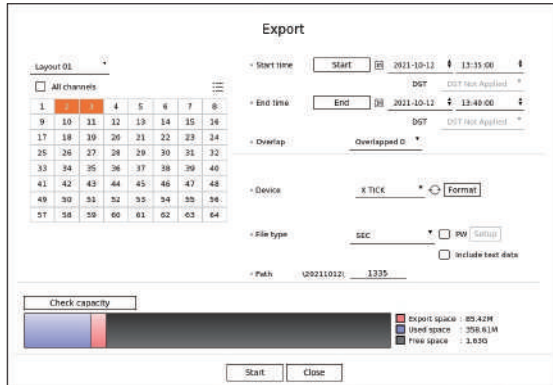 Export
Layout 01
All channels
1 2 3 4 5 6 7 8
9 10 11 12 13 14 15 16
17 18 19 20 21 22 23 24
25 26 27 28 29 30 31 32
33 34 35 36 37 38 39 40
41 42 43 44 45 46 47 48
49 50 51 52 53 54 55 56
57 58 59 60 61 62 63 64
Start time Start 2021-10-12 13:35:00
DST DST Not Applied
End time End 2021-10-12 13:40:00
DST DST Not Applied
Overlap Overlapped 0
Device X TICK Format
File type SEC PW Setup
Include text data
Path \20211012\ 1335
Check capacity
Export space : 85.42M
Used space : 358.61M
Free space : 1.63G
Start Close